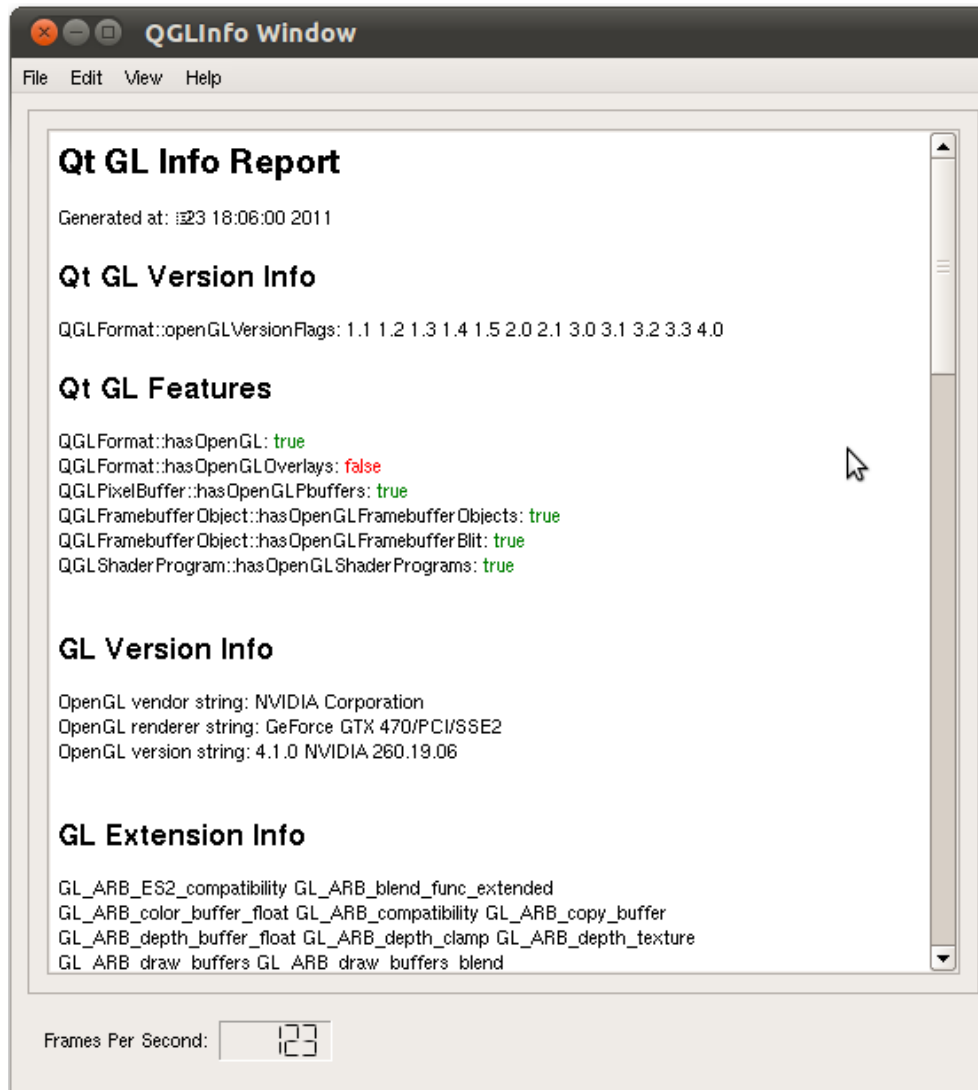 QGLInfo Window
File Edit View Help
Qt GL Info Report
Generated at: 23 18:06:00 2011
Qt GL Version Info
QGLFormat::openGLVersionFlags: 1.1 1.2 1.3 1.4 1.5 2.0 2.1 3.0 3.1 3.2 3.3 4.0
Qt GL Features
QGLFormat::hasOpenGL: true
QGLFormat::hasOpenGLOverlays: false
QGLPixelBuffer::hasOpenGLPbuffers: true
QGLFramebufferObject::hasOpenGLFramebufferObjects: true
QGLFramebufferObject::hasOpenGLFramebufferBlit: true
QGLShaderProgram::hasOpenGLShaderPrograms: true
GL Version Info
OpenGL vendor string: NVIDIA Corporation
OpenGL renderer string: GeForce GTX 470/PCI/SSE2
OpenGL version string: 4.1.0 NVIDIA 260.19.06
GL Extension Info
GL_ARB_ES2_compatibility GL_ARB_blend_func_extended
GL_ARB_color_buffer_float GL_ARB_compatibility GL_ARB_copy_buffer
GL_ARB_depth_buffer_float GL_ARB_depth_clamp GL_ARB_depth_texture
GL_ARB_draw_buffers GL_ARB_draw_buffers_blend
Frames Per Second: 123